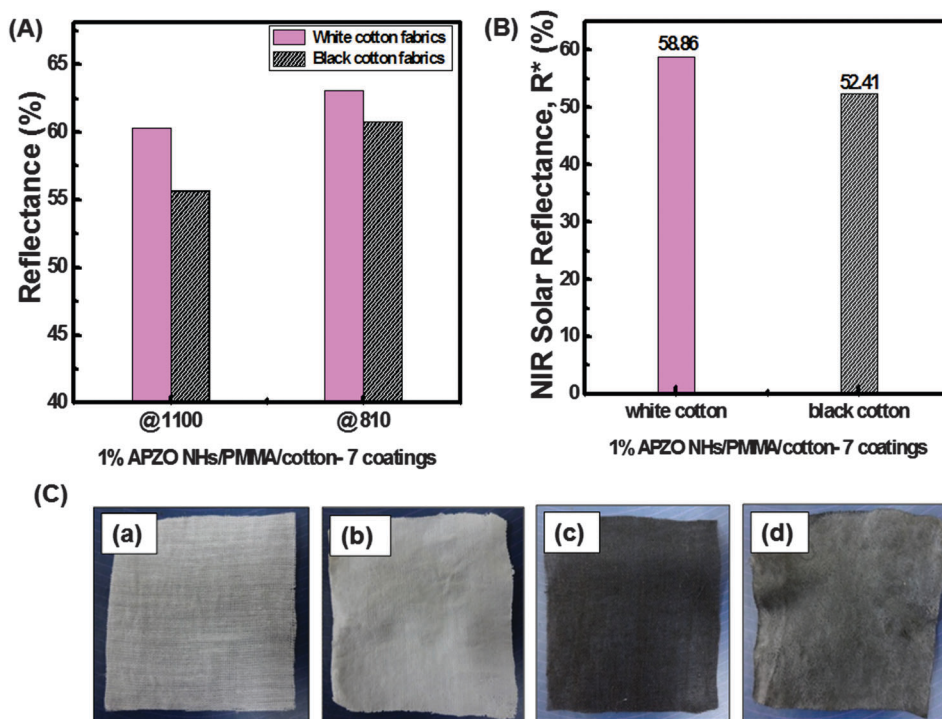 (A)
Reflectance (%)
65
60
55
50
45
40
White cotton fabrics
Black cotton fabrics
@1100
@810
1% APZO NHs/PMMA/cotton- 7 coatings
(B)
NIR Solar Reflectance, R* (%)
60
50
40
30
20
10
0
58.86
52.41
white cotton
black cotton
1% APZO NHs/PMMA/cotton- 7 coatings
(C)
(a)
(b)
(c)
(d)